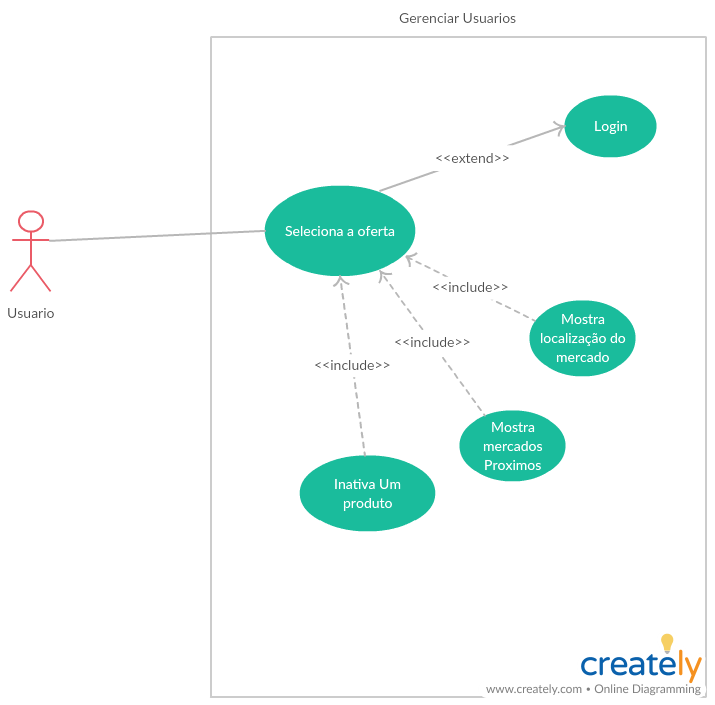 Gerenciar Usuarios
Login
<<extend>>
Seleciona a oferta
<<include>>
Usuario
Mostra
localização do
mercado
<<include>>
<<include>>
Mostra
mercados
Proximos
Inativa Um
produto
creately
www.creately.com • Online Diagramming